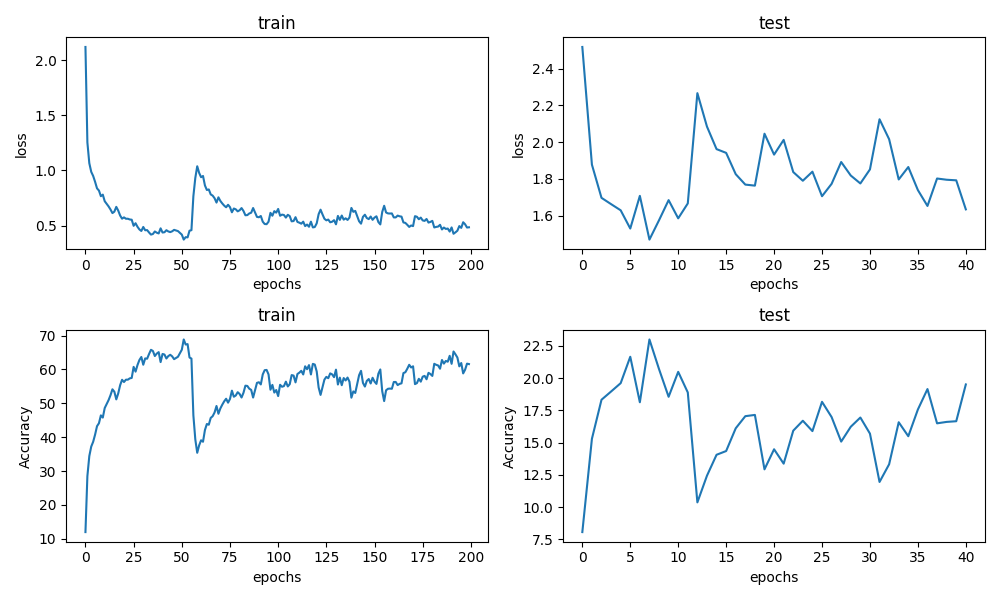 train
test
loss
2.0
1.5
1.0
0.5
0 25 50 75 100 125 150 175 200
epochs
loss
2.4
2.2
2.0
1.8
1.6
0 5 10 15 20 25 30 35 40
epochs
train
test
Accuracy
70
60
50
40
30
20
10
0 25 50 75 100 125 150 175 200
epochs
Accuracy
22.5
20.0
17.5
15.0
12.5
10.0
7.5
0 5 10 15 20 25 30 35 40
epochs